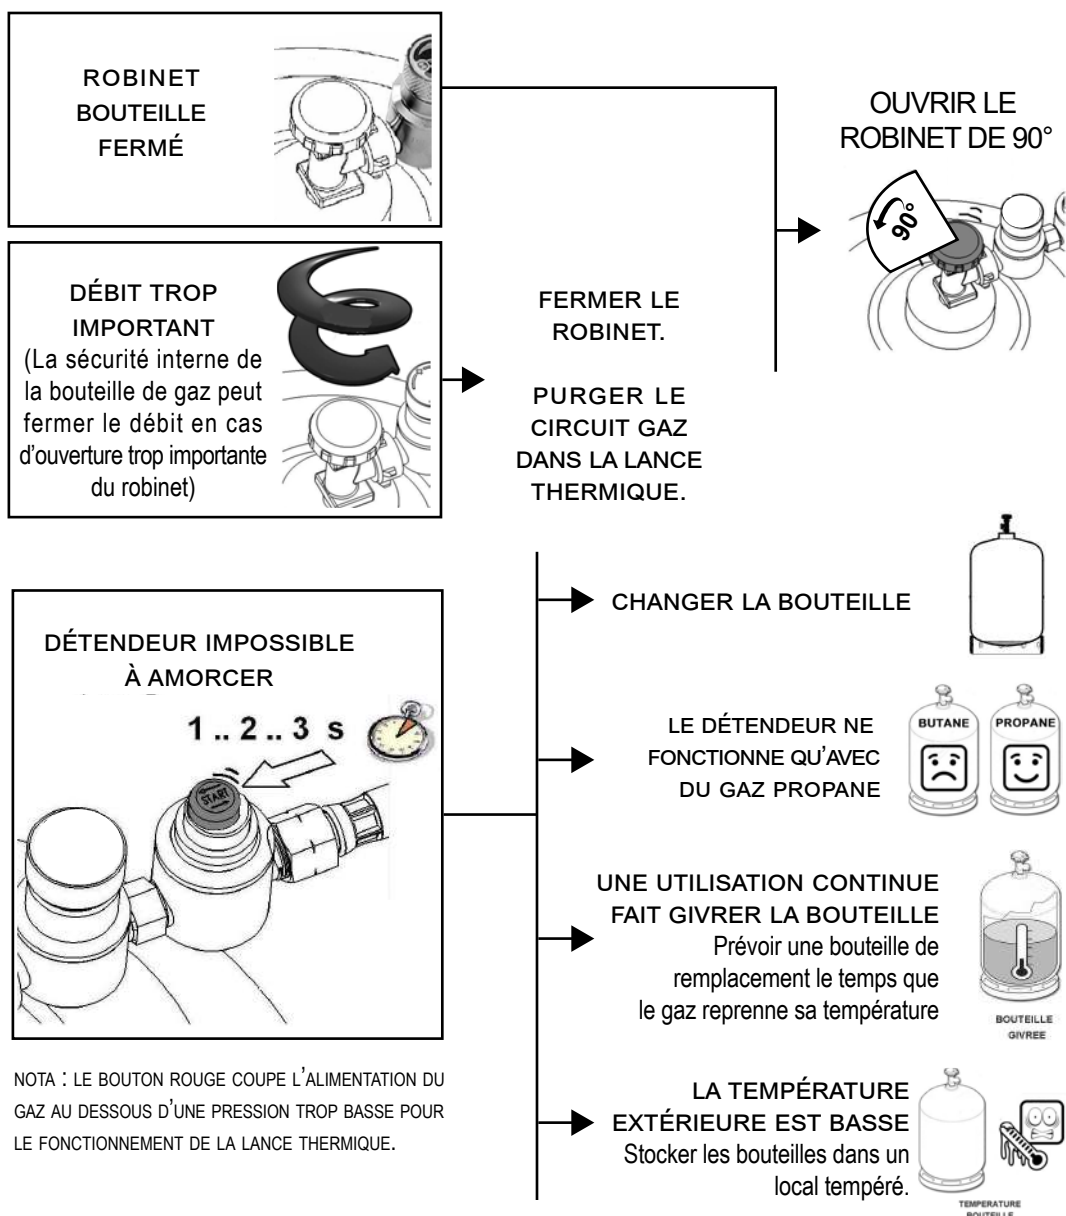 ROBINET
BOUTEILLE
FERMÉ
OUVRIR LE
ROBINET DE 90°
90°
DÉBIT TROP
IMPORTANT
(La sécurité interne de
la bouteille de gaz peut
fermer le débit en cas
d'ouverture trop importante
du robinet)
FERMER LE
ROBINET.
PURGER LE
CIRCUIT GAZ
DANS LA LANCE
THERMIQUE.
DÉTENDEUR IMPOSSIBLE
À AMORCER
1 .. 2 .. 3 s
START
NOTA : LE BOUTON ROUGE COUPE L'ALIMENTATION DU
GAZ AU DESSOUS D'UNE PRESSION TROP BASSE POUR
LE FONCTIONNEMENT DE LA LANCE THERMIQUE.
CHANGER LA BOUTEILLE
LE DÉTENDEUR NE
FONCTIONNE QU'AVEC
DU GAZ PROPANE
BUTANE
PROPANE
UNE UTILISATION CONTINUE
FAIT GIVRER LA BOUTEILLE
Prévoir une bouteille de
remplacement le temps que
le gaz reprenne sa température
BOUTEILLE
GIVREE
LA TEMPÉRATURE
EXTÉRIEURE EST BASSE
Stocker les bouteilles dans un
local tempéré.
TEMPERATURE
BOUTEILLE